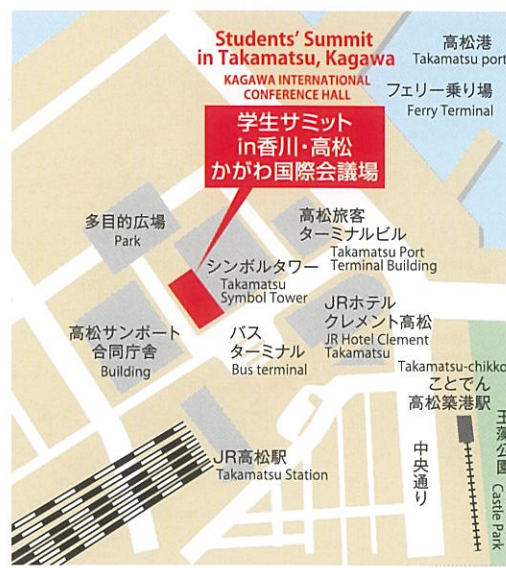 Students' Summit
in Takamatsu, Kagawa
KAGAWA INTERNATIONAL
CONFERENCE HALL
学生サミット
in香川・高松
かがわ国際会議場
高松港
Takamatsu port
フェリー乗り場
Ferry Terminal
多目的広場
Park
高松旅客
ターミナルビル
Takamatsu Port
Terminal Building
シンボルタワー
Takamatsu
Symbol Tower
JRホテル
クレメント高松
JR Hotel Clement
Takamatsu
高松サンポート
合同庁舎
Building
バス
ターミナル
Bus terminal
Takamatsu-chikko
ことでん
高松築港駅
JR高松駅
Takamatsu Station
中央通り
玉藻公園
Castle Park